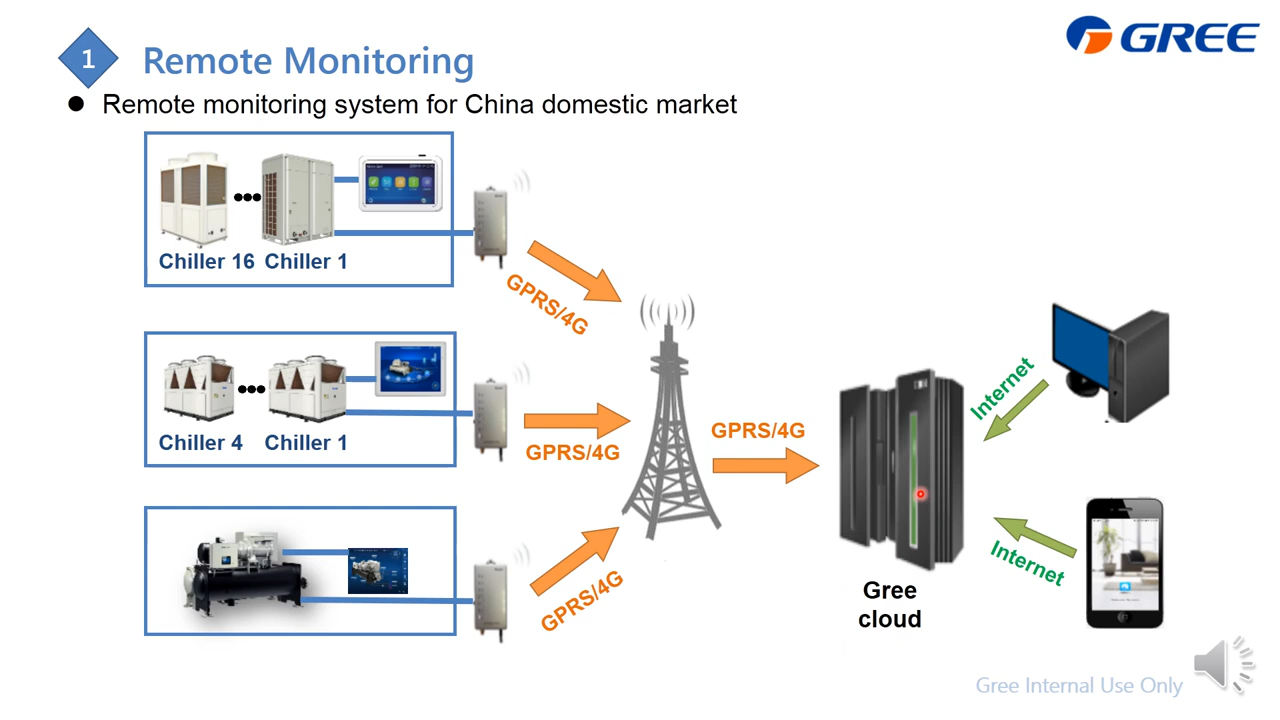 1
Remote Monitoring
GREE
● Remote monitoring system for China domestic market
Chiller 16 Chiller 1
GPRS/4G
Chiller 4 Chiller 1
GPRS/4G
GPRS/4G
GPRS/4G
Internet
Internet
Gree
cloud
Gree Internal Use Only